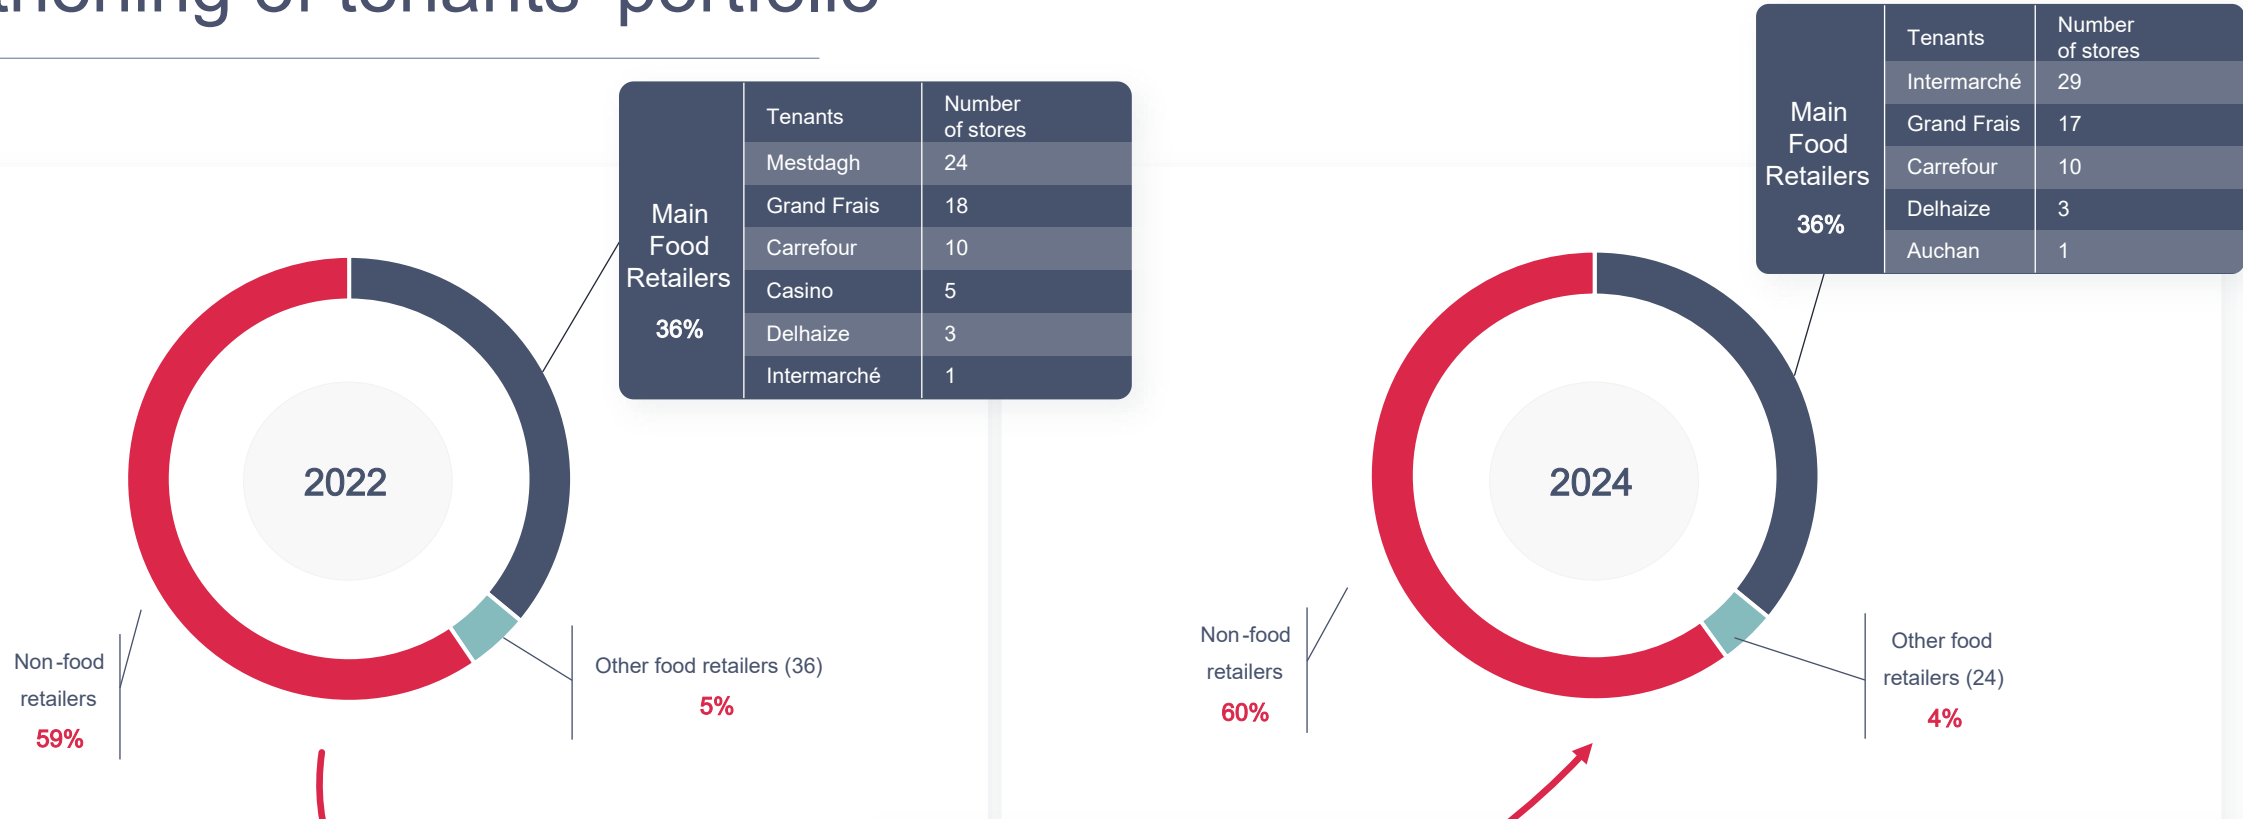 of tenants' portfolio
Main
Food
Retailers
36%
Tenants Number
of stores
Mestdagh 24
Grand Frais 18
Carrefour 10
Casino 5
Delhaize 3
Intermarché 1
2022
Non-food
retailers
59%
Other food retailers (36)
5%
Main
Food
Retailers
36%
Tenants Number
of stores
Intermarché 29
Grand Frais 17
Carrefour 10
Delhaize 3
Auchan 1
2024
Non-food
retailers
60%
Other food
retailers (24)
4%